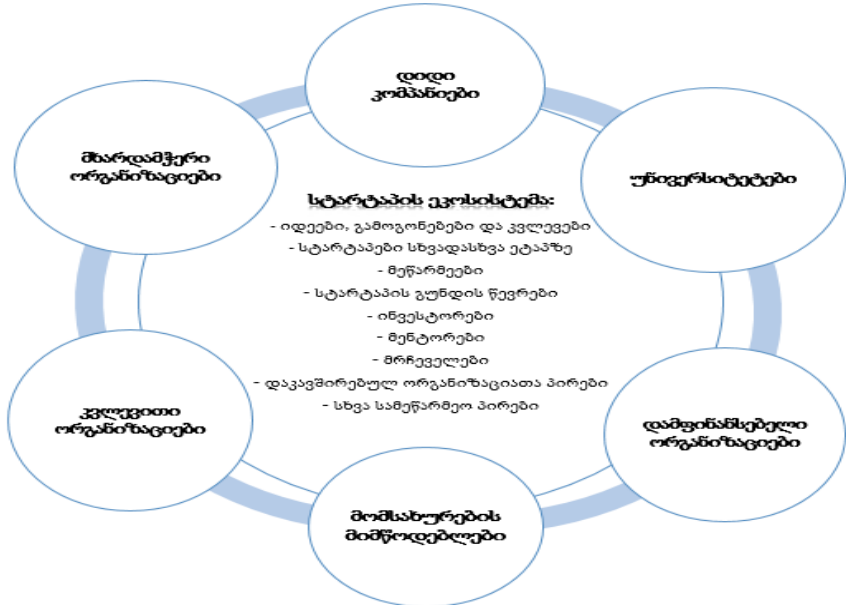 დიდი
კომპანიები
მხარდამჭერი
ორგანიზაციები
უნივერსიტეტები
სტარტაპის ეკოსისტემა:
- იდეები, გამოგონებები და კვლევები
- სტარტაპები სხვადასხვა ეტაპზე
- მეწარმეები
- სტარტაპის გუნდის წევრები
- ინვესტორები
- მენტორები
- მრჩეველები
- დაკავშირებულ ორგანიზაციათა პირები
- სხვა სამეწარმეო პირები
კვლევითი
ორგანიზაციები
დამფინანსებელი
ორგანიზაციები
მომსახურების
მიმწოდებლები